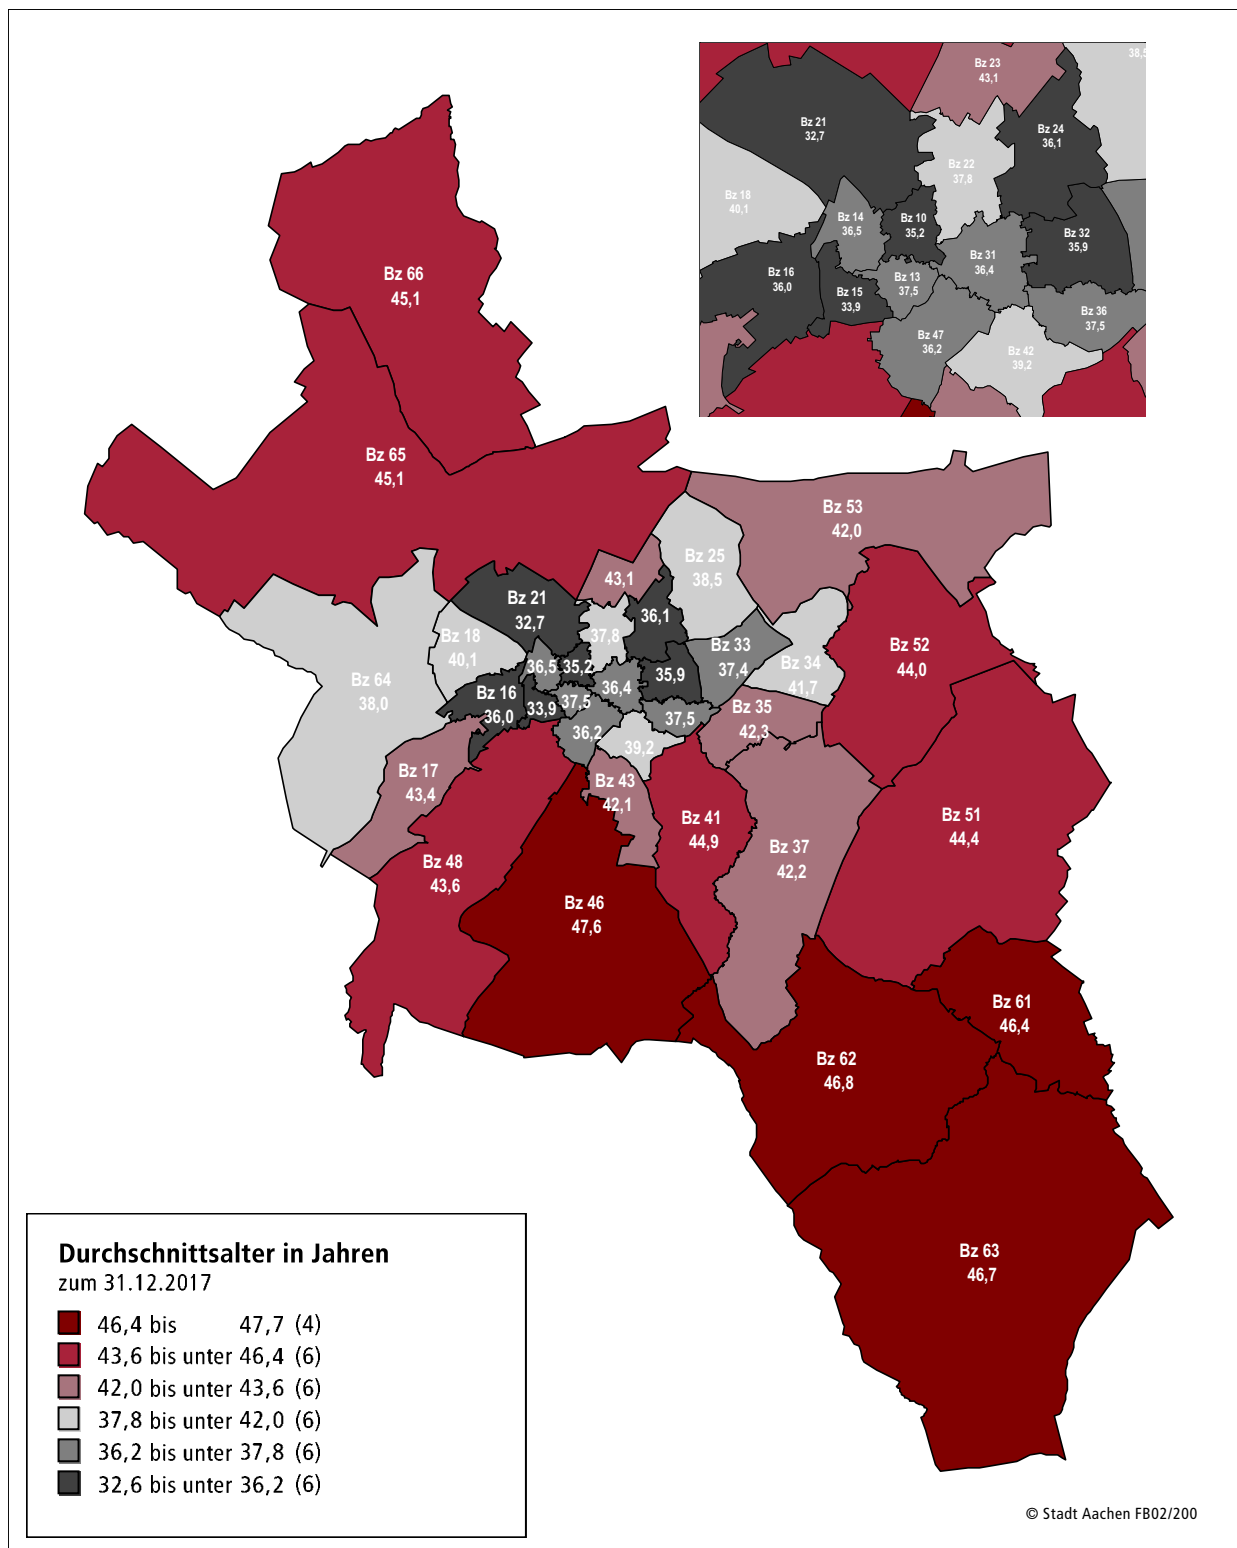 38,5
Bz 23
43,1
Bz 21
32,7
Bz 24
36,1
Bz 22
37,8
Bz 18
40,1
Bz 14
36,5
Bz 10
35,2
Bz 32
35,9
Bz 31
36,4
Bz 16
36,0
Bz 13
37,5
Bz 15
33,9
Bz 36
37,5
Bz 47
36,2
Bz 42
39,2
Bz 66
45,1
Bz 65
45,1
Bz 53
42,0
Bz 25
38,5
43,1
Bz 21
32,7
36,1
37,8
Bz 18
40,1
Bz 33
37,4
Bz 52
44,0
Bz 34
41,7
36,5
35,2
35,9
36,4
Bz 64
38,0
Bz 16
36,0
33,9
37,5
Bz 35
42,3
37,5
36,2
39,2
Bz 17
43,4
Bz 43
42,1
Bz 41
44,9
Bz 51
44,4
Bz 37
42,2
Bz 48
43,6
Bz 46
47,6
Bz 61
46,4
Bz 62
46,8
Bz 63
46,7
Durchschnittsalter in Jahren
zum 31.12.2017
46,4 bis 47,7 (4)
43,6 bis unter 46,4 (6)
42,0 bis unter 43,6 (6)
37,8 bis unter 42,0 (6)
36,2 bis unter 37,8 (6)
32,6 bis unter 36,2 (6)
© Stadt Aachen FB02/200